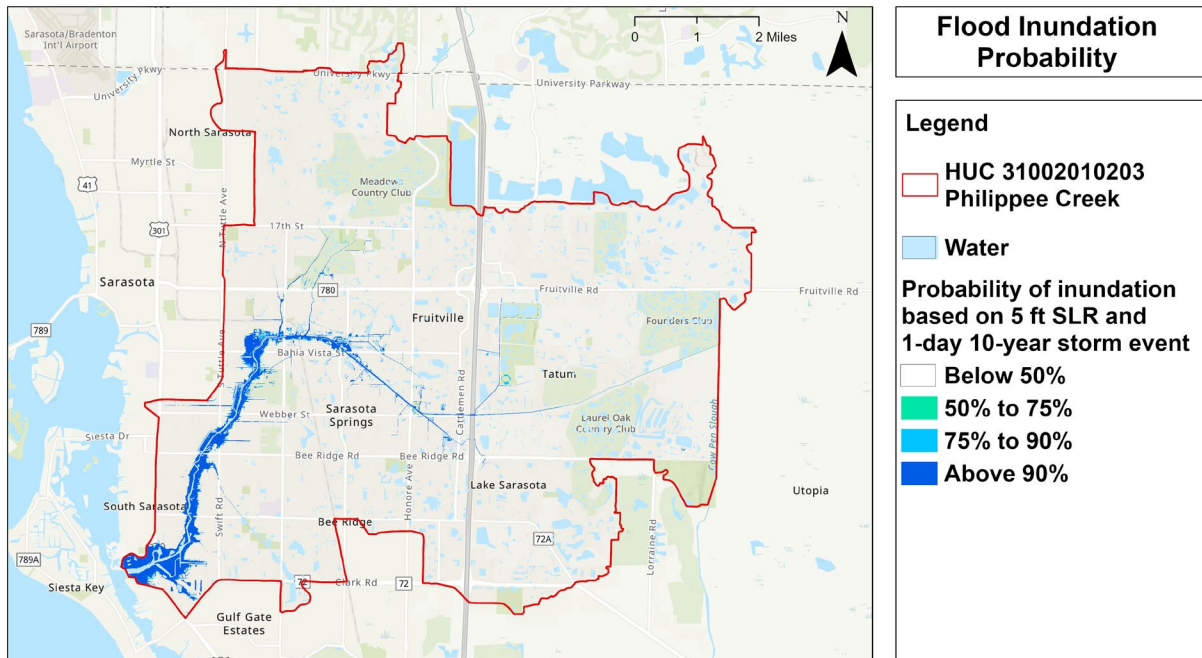 Sarasota/Bradenton
Int'l Airport
University Pkwy
University Pkwy
University Parkway
0 1 2 Miles
N
North Sarasota
Myrtle St
41
301
N Tuttle Ave
Meadows
Country Club
17th St
Sarasota
780
Fruitville Rd
Fruitville Rd
789
Fruitville
Founders Club
S Tuttle Ave
Bahia Vista St
Cattlemen Rd
Tatum
Webber St
Sarasota
Springs
Laurel Oak
Country Club
Siesta Dr
Bee Ridge Rd
Bee Ridge Rd
Cow Pen Slough
Honore Ave
Lake Sarasota
Utopia
South Sarasota
Swift Rd
Bee Ridge
72A
Lorraine Rd
789A
Siesta Key
72
Clark Rd
72
Gulf Gate
Estates
Flood Inundation
Probability
Legend
HUC 31002010203
Philippee Creek
Water
Probability of inundation
based on 5 ft SLR and
1-day 10-year storm event
Below 50%
50% to 75%
75% to 90%
Above 90%